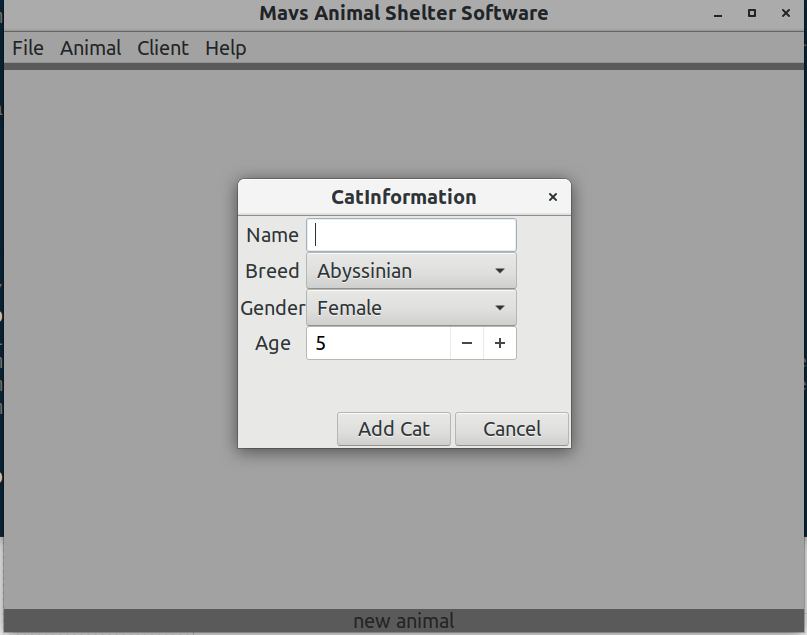 Mavs Animal Shelter Software
File Animal Client Help
CatInformation
Name
Breed Abyssinian
Gender Female
Age 5 − +
Add Cat Cancel
new animal